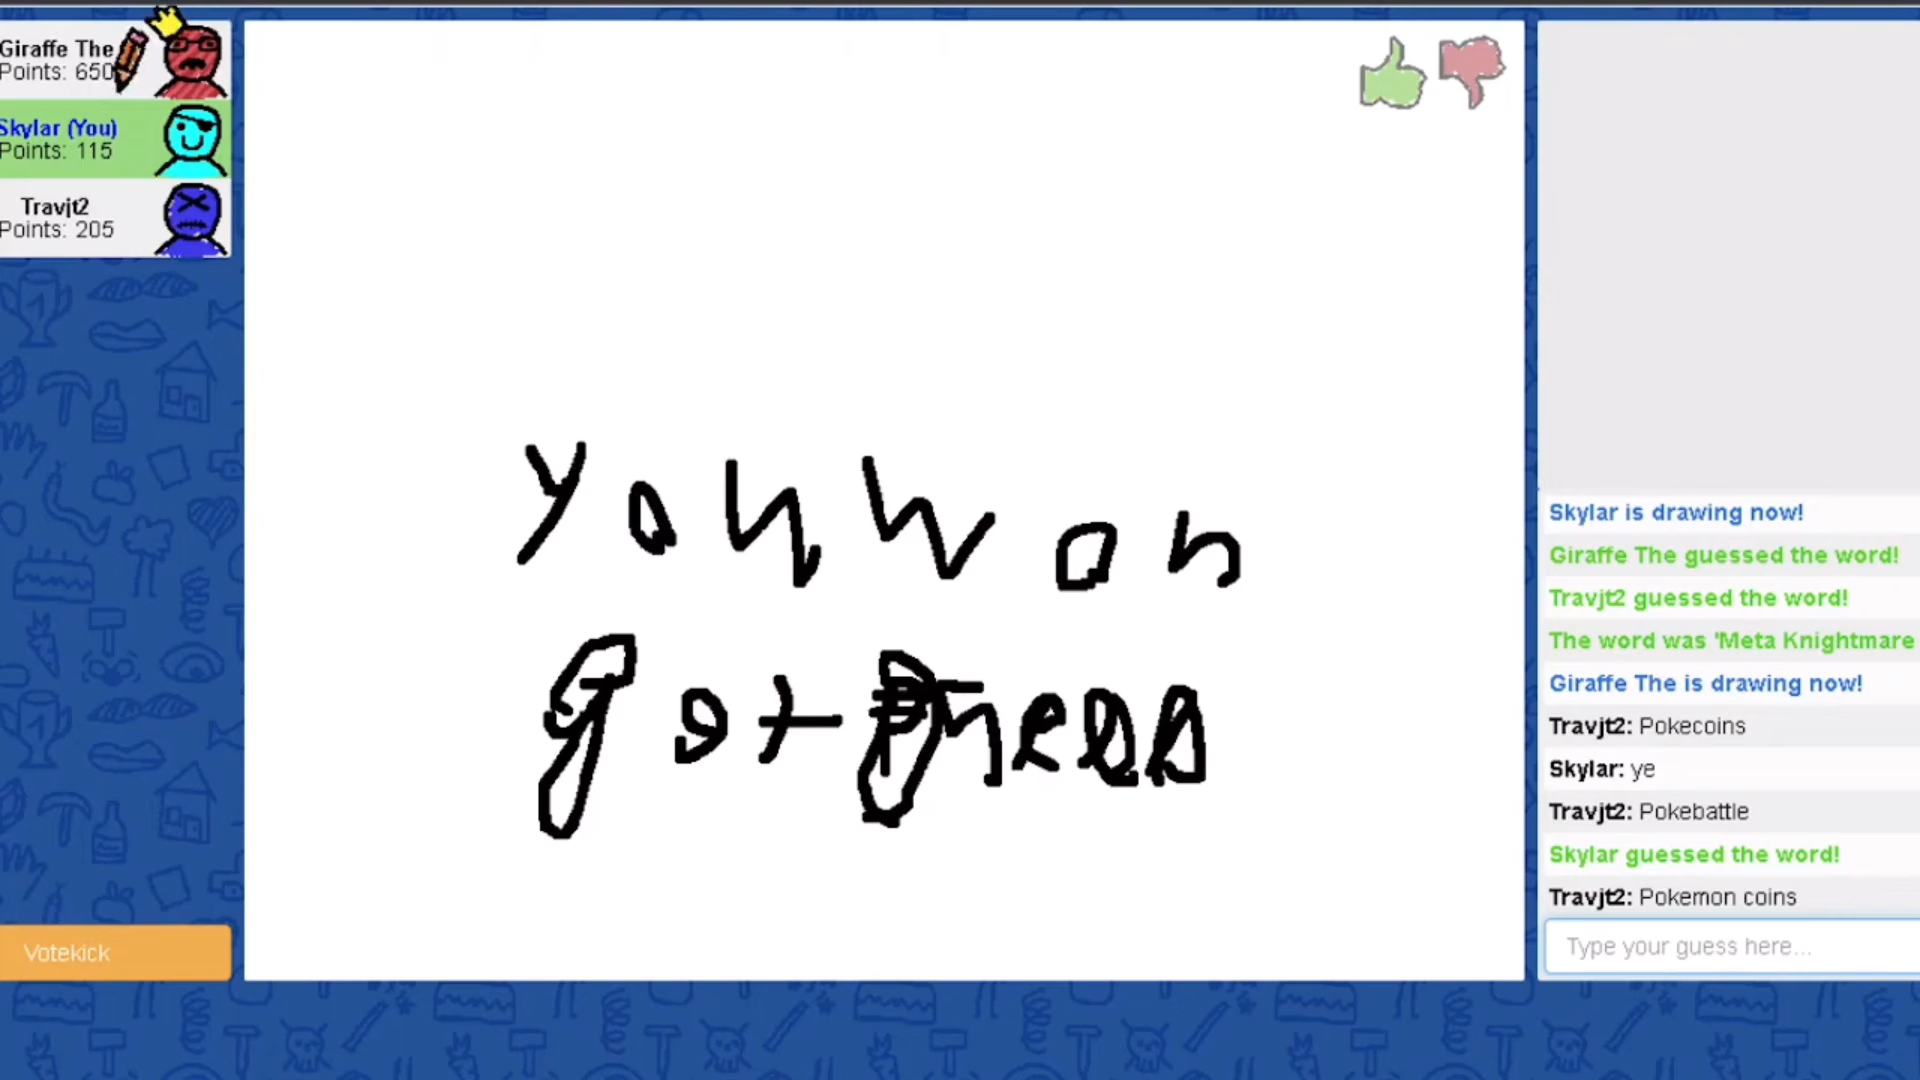 Giraffe The
Points: 650
Skylar (You)
Points: 115
Travjt2
Points: 205
Votekick
you won
got
Skylar is drawing now!
Giraffe The guessed the word!
Travjt2 guessed the word!
The word was 'Meta Knightmare
Giraffe The is drawing now!
Travjt2: Pokecoins
Skylar: ye
Travjt2: Pokebattle
Skylar guessed the word!
Travjt2: Pokemon coins
Type your guess here...